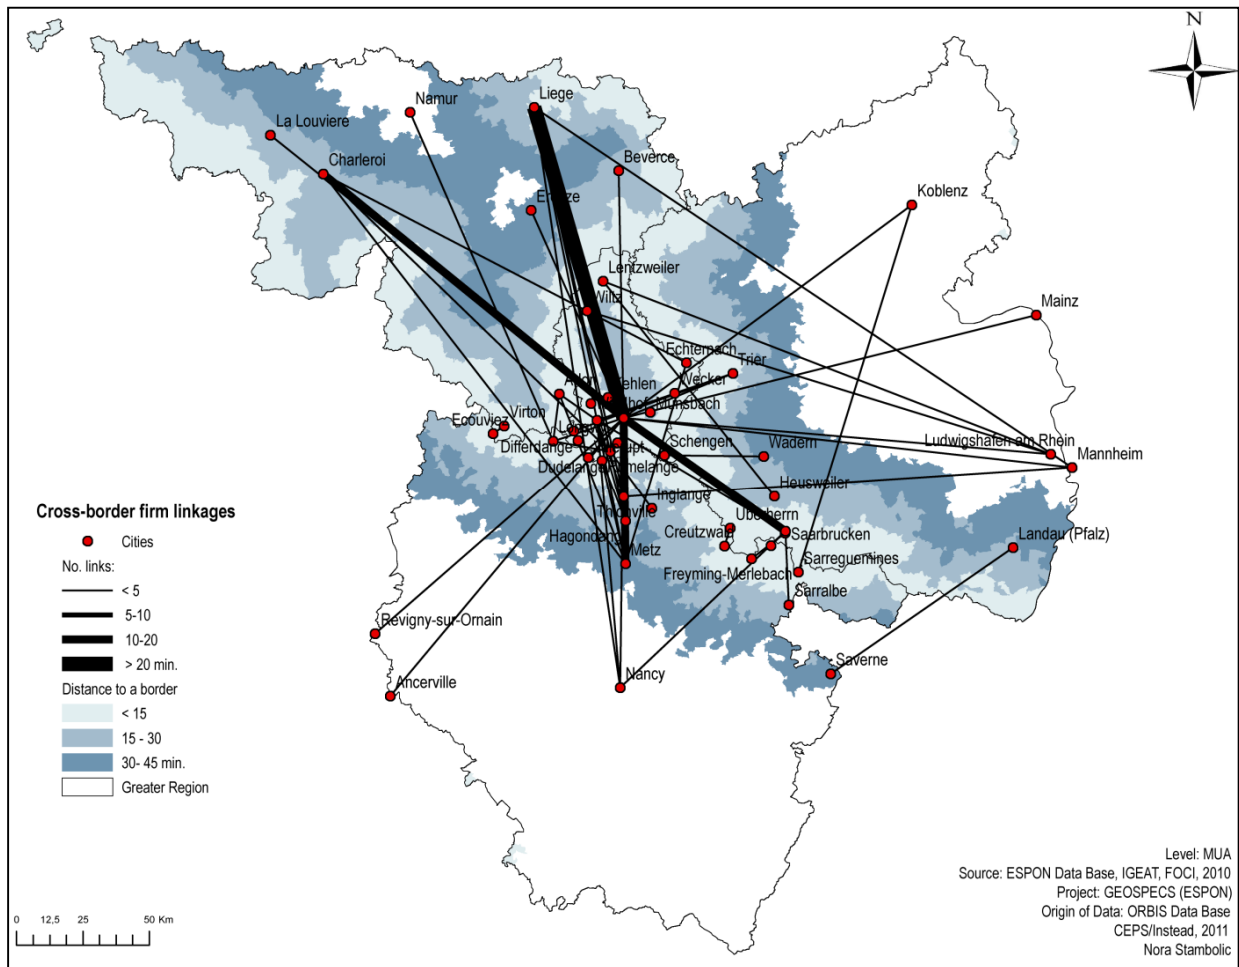 N
Namur
Liege
La Louviere
Charleroi
Beverce
Koblenz
Lentzweiler
Wiltz
Mainz
Echternach
Trier
Wecker
Munsbach
Virton
Ecouviez
Differdange
Schengen
Wadern
Ludwigshafen am Rhein
Mannheim
Dudelange
Heusweiler
Inglange
Thionville
Uberherrn
Hagondange
Creutzwald
Saarbrucken
Landau (Pfalz)
Metz
Freyming-Merlebach
Sarreguemines
Sarralbe
Revigny-sur-Ornain
Saverne
Nancy
Ancerville
Cross-border firm linkages
Cities
No. links:
< 5
5-10
10-20
> 20 min.
Distance to a border
< 15
15 - 30
30- 45 min.
Greater Region
0 12,5 25 50 Km
Level: MUA
Source: ESPON Data Base, IGEAT, FOCI, 2010
Project: GEOSPECS (ESPON)
Origin of Data: ORBIS Data Base
CEPS/Instead, 2011
Nora Stambolic